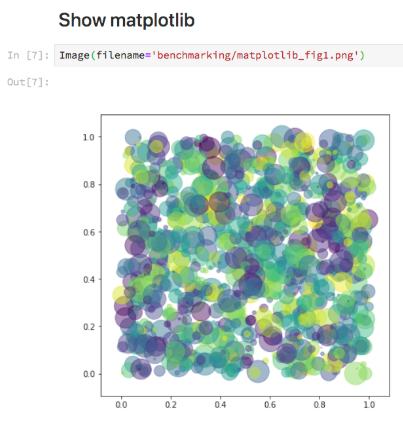 Show matplotlib
In [7]: Image(filename='benchmarking/matplotlib_fig1.png')
Out[7]:
1.0
0.8
0.6
0.4
0.2
0.0
0.0 0.2 0.4 0.6 0.8 1.0